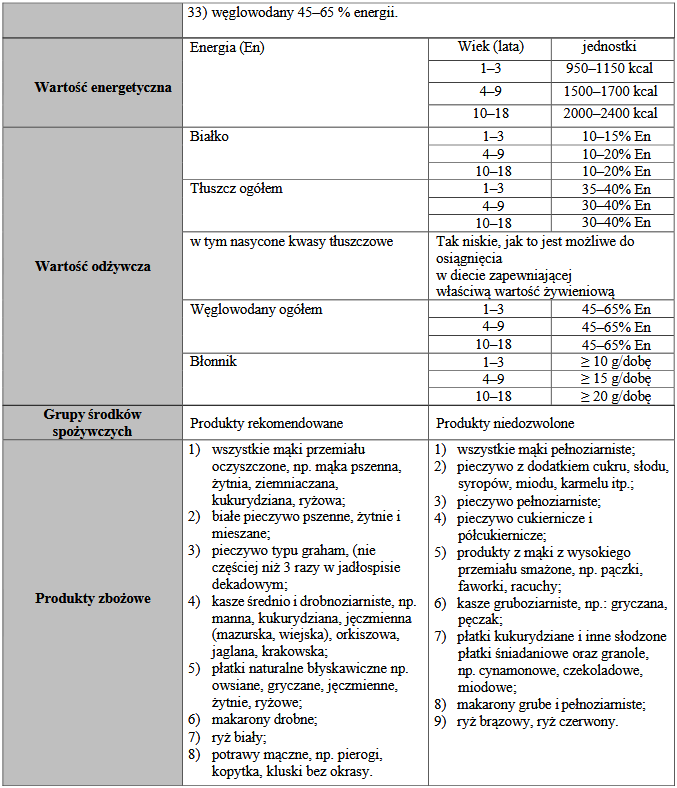 33) węglowodany 45–65 % energii.
Wartość energetyczna
Energia (En)
Wiek (lata) jednostki
1–3 950–1150 kcal
4–9 1500–1700 kcal
10–18 2000–2400 kcal
Wartość odżywcza
Białko
1–3 10–15% En
4–9 10–20% En
10–18 10–20% En
Tłuszcz ogółem
1–3 35–40% En
4–9 30–40% En
10–18 30–40% En
w tym nasycone kwasy tłuszczowe
Tak niskie, jak to jest możliwe do
osiągnięcia
w diecie zapewniającej
właściwą wartość żywieniową
Węglowodany ogółem
1–3 45–65% En
4–9 45–65% En
10–18 45–65% En
Błonnik
1–3 ≥ 10 g/dobę
4–9 ≥ 15 g/dobę
10–18 ≥ 20 g/dobę
Grupy środków
spożywczych
Produkty rekomendowane
Produkty niedozwolone
Produkty zbożowe
1) wszystkie mąki przemiału
oczyszczone, np. mąka pszenna,
żytnia, ziemniaczana,
kukurydziana, ryżowa;
2) białe pieczywo pszenne, żytnie i
mieszane;
3) pieczywo typu graham, (nie
częściej niż 3 razy w jadłospisie
dekadowym;
4) kasze średnio i drobnoziarniste, np.
manna, kukurydziana, jęczmienna
(mazurska, wiejska), orkiszowa,
jaglana, krakowska;
5) płatki naturalne błyskawiczne np.
owsiane, gryczane, jęczmienne,
żytnie, ryżowe;
6) makarony drobne;
7) ryż biały;
8) potrawy mączne, np. pierogi,
kopytka, kluski bez okrasy.
1) wszystkie mąki pełnoziarniste;
2) pieczywo z dodatkiem cukru, słodu,
syropów, miodu, karmelu itp.;
3) pieczywo pełnoziarniste;
4) pieczywo cukiernicze i
półcukiernicze;
5) produkty z mąki z wysokiego
przemiału smażone, np. pączki,
faworki, racuchy;
6) kasze gruboziarniste, np.: gryczana,
pęczak;
7) płatki kukurydziane i inne słodzone
płatki śniadaniowe oraz granole,
np. cynamonowe, czekoladowe,
miodowe;
8) makarony grube i pełnoziarniste;
9) ryż brązowy, ryż czerwony.